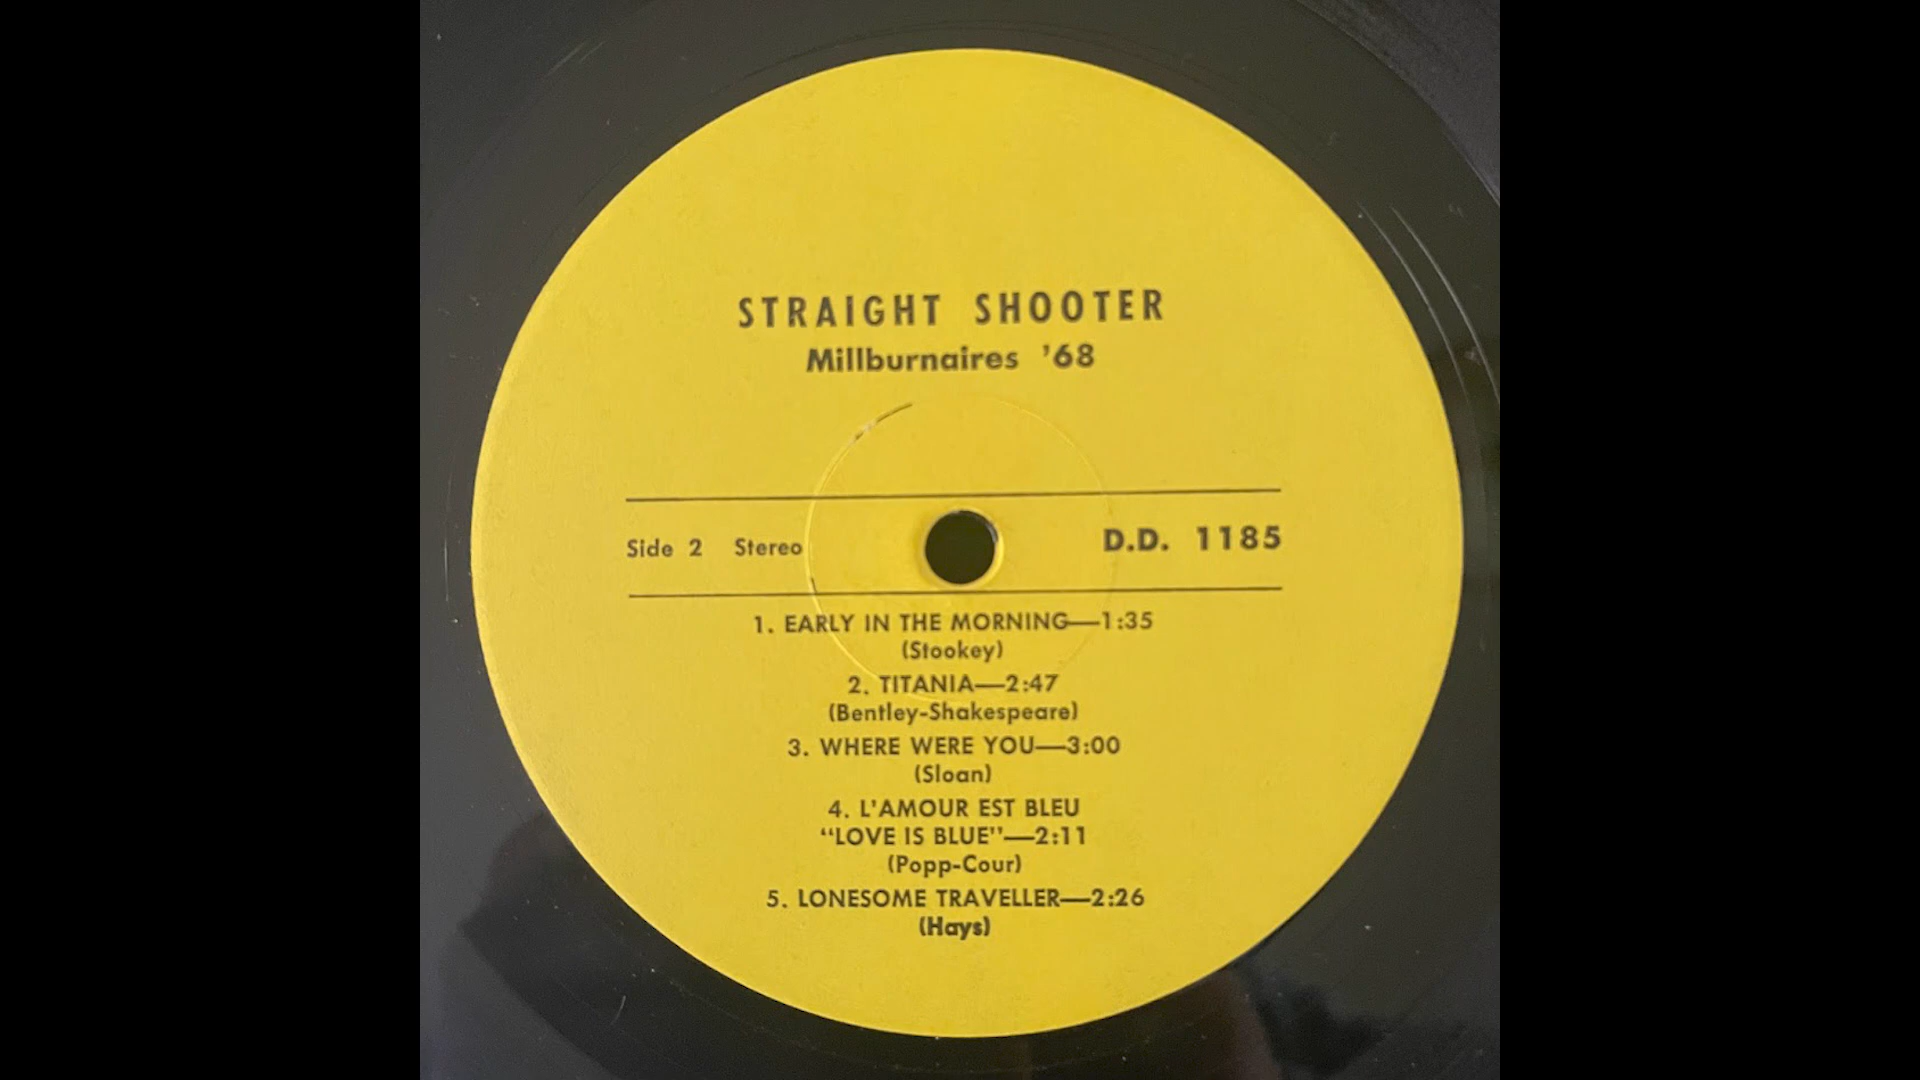 STRAIGHT SHOOTER
Millburnaires '68
Side 2 Stereo D.D. 1185
1. EARLY IN THE MORNING—1:35
(Stookey)
2. TITANIA—2:47
(Bentley-Shakespeare)
3. WHERE WERE YOU—3:00
(Sloan)
4. L'AMOUR EST BLEU
"LOVE IS BLUE"—2:11
(Popp-Cour)
5. LONESOME TRAVELLER—2:26
(Hays)